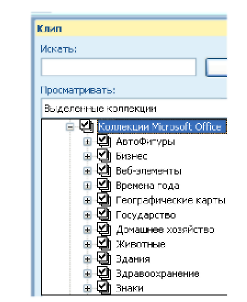 Клип
Искать:
Просматривать:
Выделенные коллекции
Коллекции Microsoft Office
АвтоФигуры
Бизнес
Веб-элементы
Времена года
Географические карты
Государство
Домашнее хозяйство
Животные
Здания
Здравоохранение
Знаки